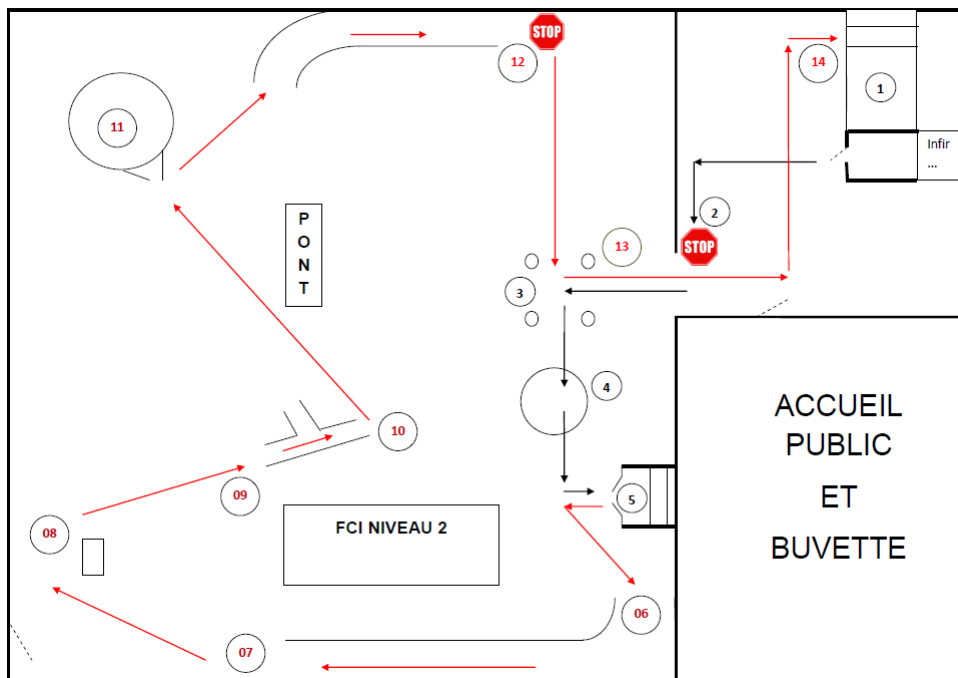 STOP
12
14
1
11
Infir
...
2
STOP
P
O
N
T
13
3
4
ACCUEIL
PUBLIC
ET
BUVETTE
10
09
5
08
FCI NIVEAU 2
06
07